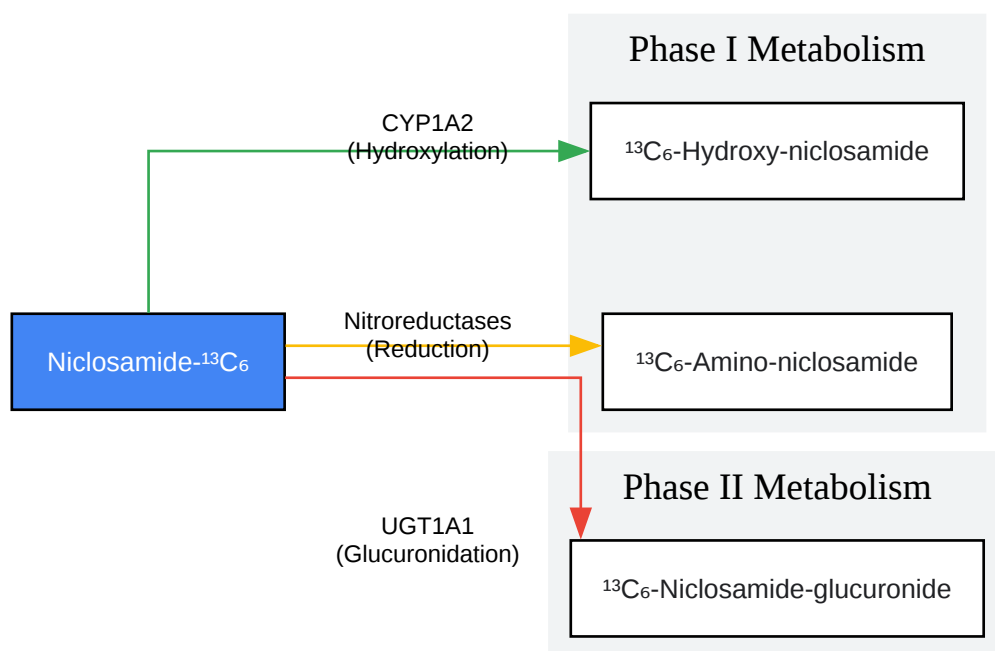 Phase I Metabolism
CYP1A2
(Hydroxylation)
¹³C₆-Hydroxy-niclosamide
Nitroreductases
(Reduction)
Niclosamide-¹³C₆
¹³C₆-Amino-niclosamide
Phase II Metabolism
UGT1A1
(Glucuronidation)
¹³C₆-Niclosamide-glucuronide